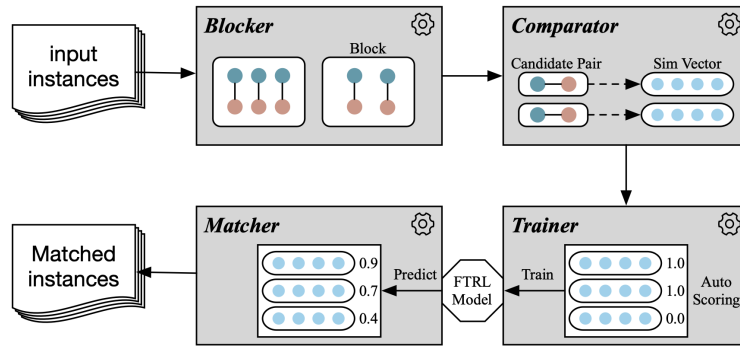 input
instances
Blocker
Block
Comparator
Candidate Pair
Sim Vector
Matched
instances
Matcher
0.9
0.7
0.4
Predict
FTRL
Model
Train
Trainer
1.0
1.0
0.0
Auto
Scoring